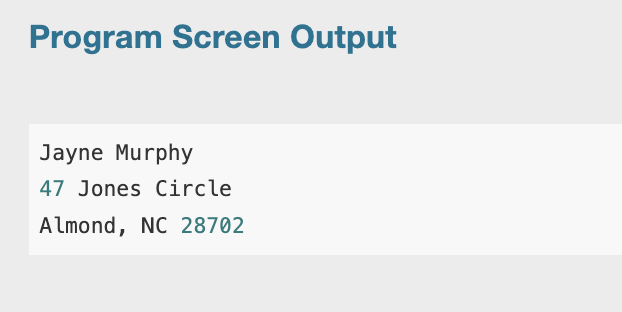 Program Screen Output
Jayne Murphy
47 Jones Circle
Almond, NC 28702